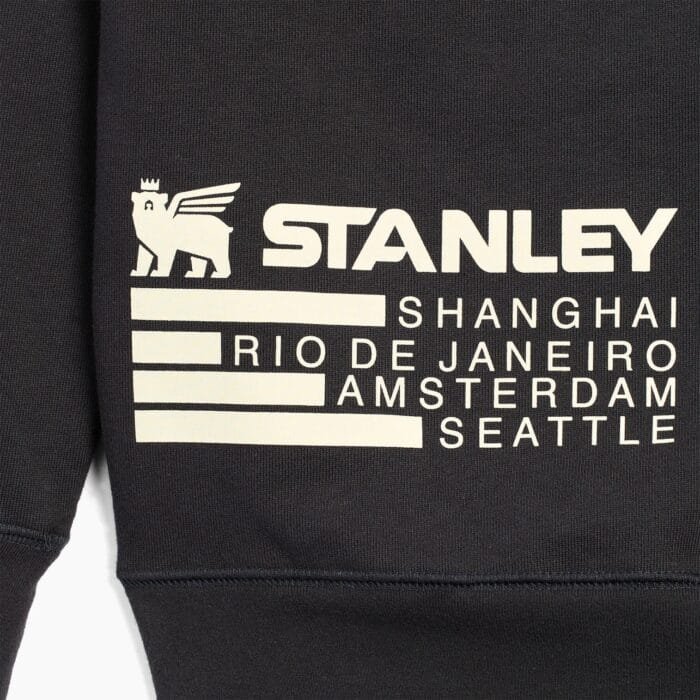 STANLEY
SHANGHAI
RIO DE JANEIRO
AMSTERDAM
SEATTLE